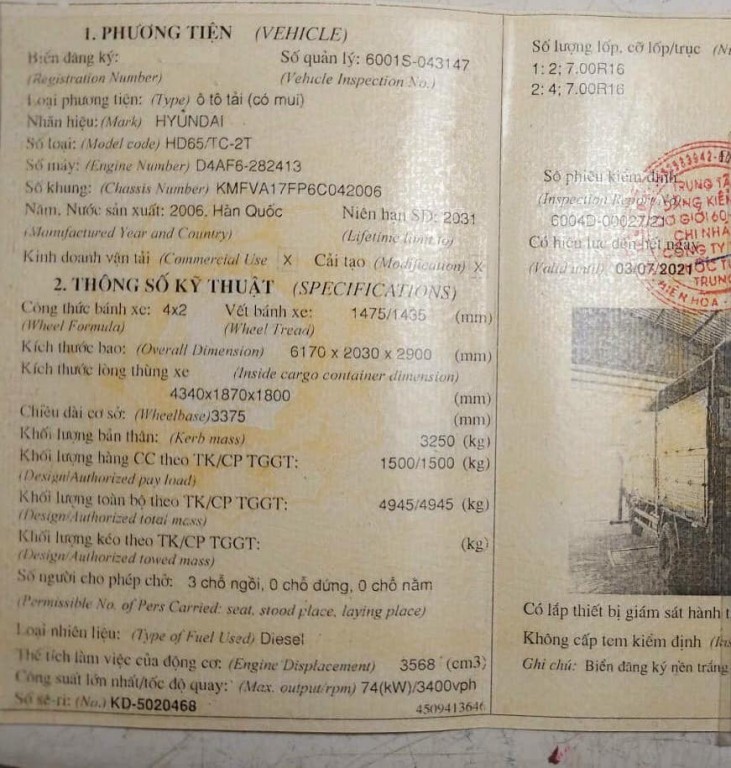 1. PHƯƠNG TIỆN (VEHICLE)
Biển đăng ký: Số quản lý: 6001S-043147
(Registration Number) (Vehicle Inspection No.)
Loại phương tiện: (Type) ô tô tải (có mui)
Nhãn hiệu: (Mark) HYUNDAI
Số loại: (Model code) HD65/TC-2T
Số máy: (Engine Number) D4AF6-282413
Số khung: (Chassis Number) KMFVA17FP6C042006
Năm, Nước sản xuất: 2006, Hàn Quốc Niên hạn SD: 2031
(Manufactured Year and Country) (Lifetime limit to)
Kinh doanh vận tải (Commercial Use X Cải tạo (Modification) X
2. THÔNG SỐ KỸ THUẬT (SPECIFICATIONS)
Công thức bánh xe: 4x2 Vết bánh xe: 1475/1435 (mm)
(Wheel Formula) (Wheel Tread)
Kích thước bao: (Overall Dimension) 6170 x 2030 x 2900 (mm)
Kích thước lòng thùng xe (Inside cargo container dimension)
4340x1870x1800 (mm)
Chiều dài cơ sở: (Wheelbase) 3375 (mm)
Khối lượng bản thân: (Kerb mass) 3250 (kg)
Khối lượng hàng CC theo TK/CP TGGT: 1500/1500 (kg)
(Design/Authorized pay load)
Khối lượng toàn bộ theo TK/CP TGGT: 4945/4945 (kg)
(Design/Authorized total mass)
Khối lượng kéo theo TK/CP TGGT: (kg)
(Design/Authorized towed mass)
Số người cho phép chở: 3 chỗ ngồi, 0 chỗ đứng, 0 chỗ nằm
(Permissible No. of Pers Carried: seat, stood place, laying place)
Loại nhiên liệu: (Type of Fuel Used) Diesel
Thể tích làm việc của động cơ: (Engine Displacement) 3568 (cm3)
Công suất lớn nhất/tốc độ quay: (Max. output/rpm) 74(kW)/3400vph
Số sê-ri: (No.) KD-5020468 4509413646
Số lượng lốp, cỡ lốp/trục
1: 2; 7.00R16
2: 4; 7.00R16
Số phiếu kiểm định
(Inspection Report No)
6004D-00027/21
Có hiệu lực đến hết ngày
(Valid until) 03/07/2021
TRUNG TÂ
CHI NHÁ
CÔNG TY
TRUNG
Có lắp thiết bị giám sát hành t
Không cấp tem kiểm định
Ghi chú: Biển đăng ký nền trắng